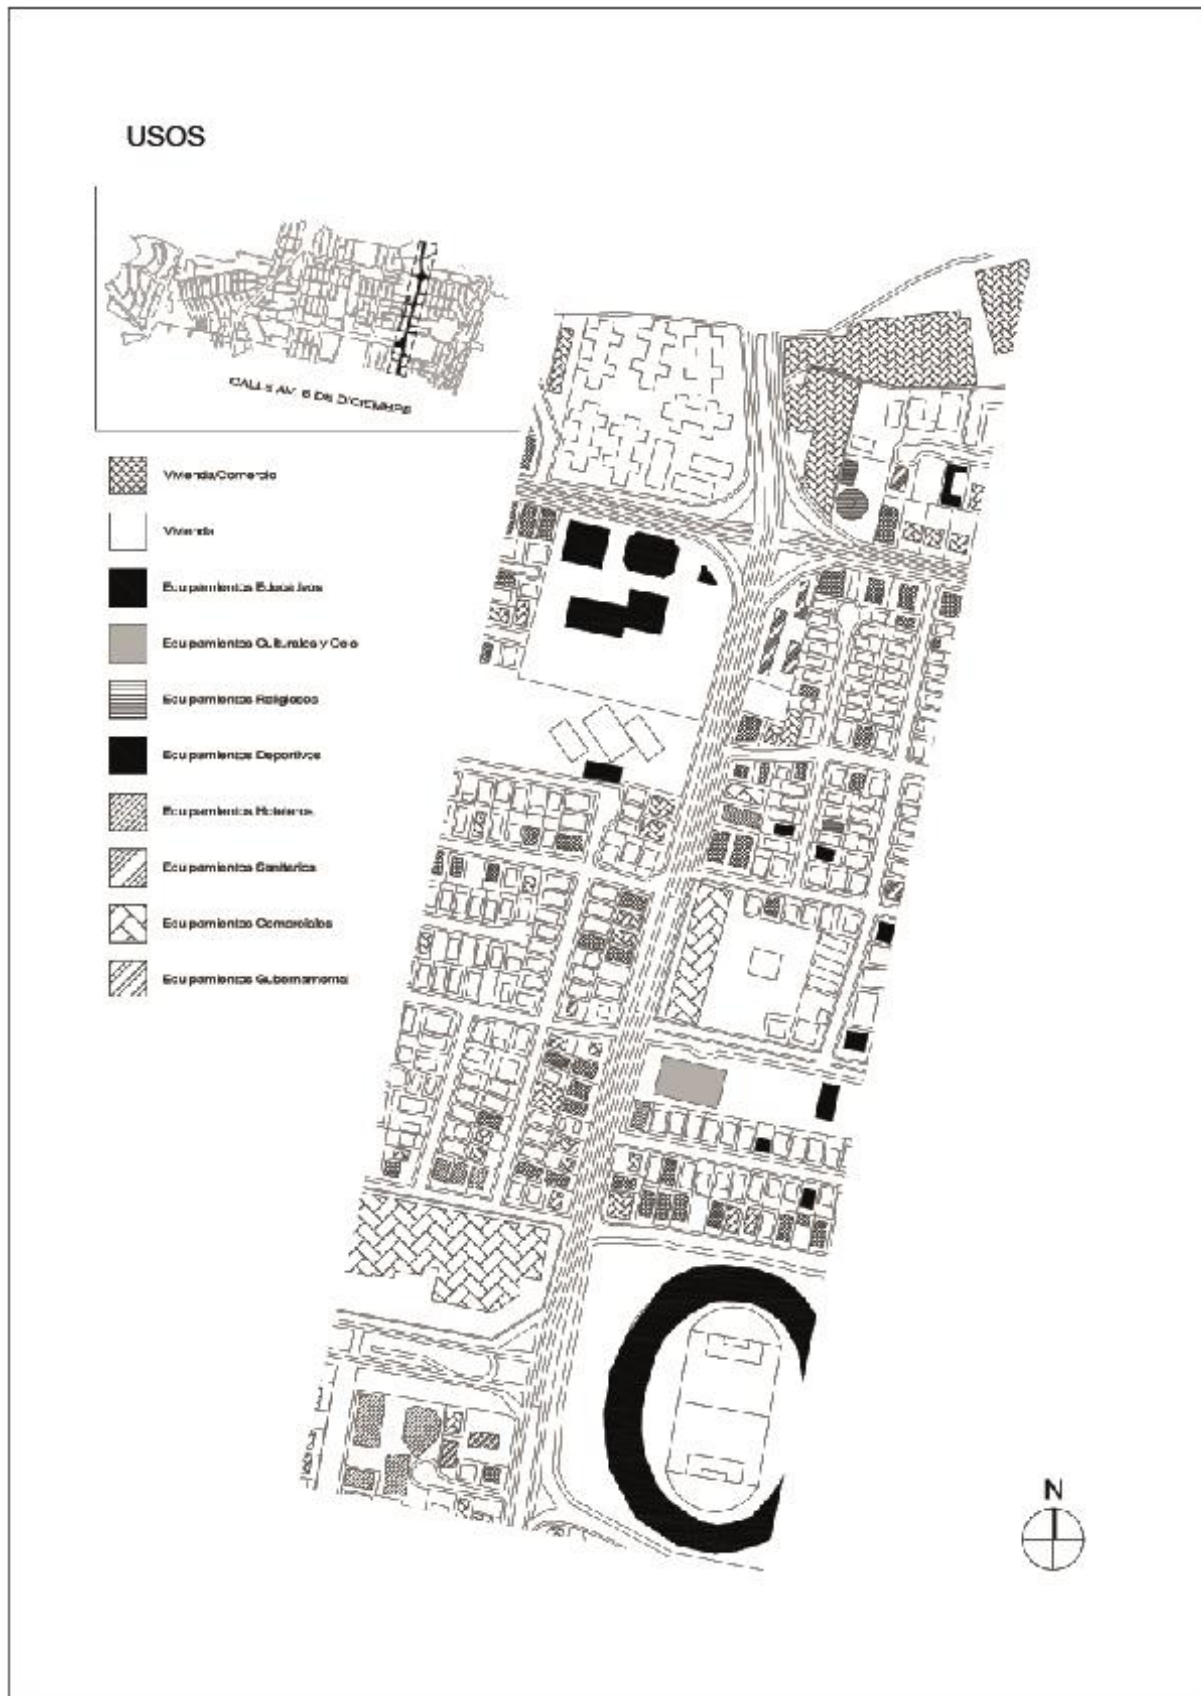 USOS
CALLE AV. 6 DE DICIEMBRE
Vivienda/Comercio
Vivienda
Equipamientos Educativos
Equipamientos Culturales y Ocio
Equipamientos Religiosos
Equipamientos Deportivos
Equipamientos Hoteleros
Equipamientos Sanitarios
Equipamientos Comerciales
Equipamientos Gubernamental
N